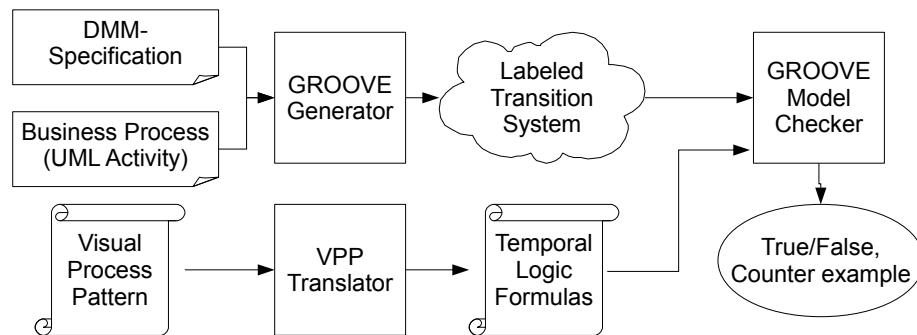 DMM-
Specification
Business Process
(UML Activity)
GROOVE
Generator
Labeled
Transition
System
GROOVE
Model
Checker
Visual
Process
Pattern
VPP
Translator
Temporal
Logic
Formulas
True/False,
Counter example